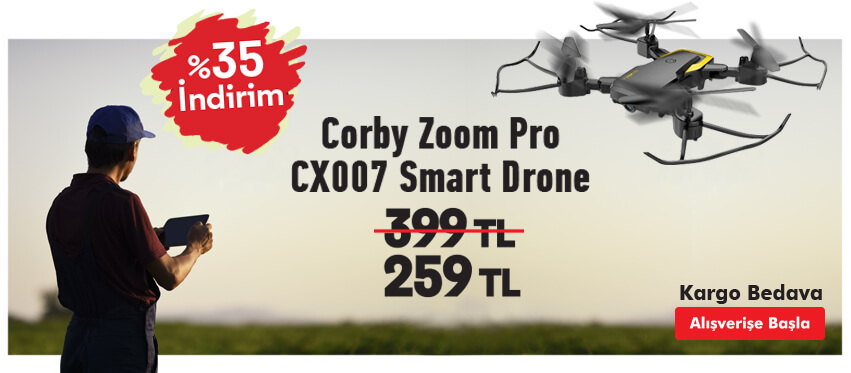 %35
İndirim
Corby Zoom Pro
CX007 Smart Drone
399 TL
259 TL
Kargo Bedava
Alışverişe Başla